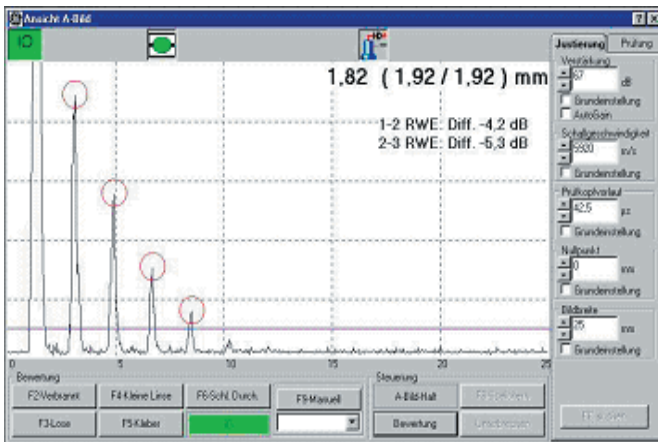 Ansicht A-Bild
IO
1,82 ( 1,92 / 1,92 ) mm
1-2 RWE: Diff. -4,2 dB
2-3 RWE: Diff. -5,3 dB
0 5 10 15 20 25
Justierung Prüfung
Verstärkung
67 dB
Grundeinstellung
AutoGain
Schallgeschwindigkeit
5920 m/s
Grundeinstellung
Prüfkopfvorlauf
42.5 µs
Grundeinstellung
Nullpunkt
0 mm
Grundeinstellung
Bildbreite
25 mm
Grundeinstellung
Bewertung
F2-Verbrannt F4-Kleine Linse F6-Schl. Durch. F9-Manuell
F3-Lose F5-Kleber
Steuerung
A-Bild-Halt
Bewertung